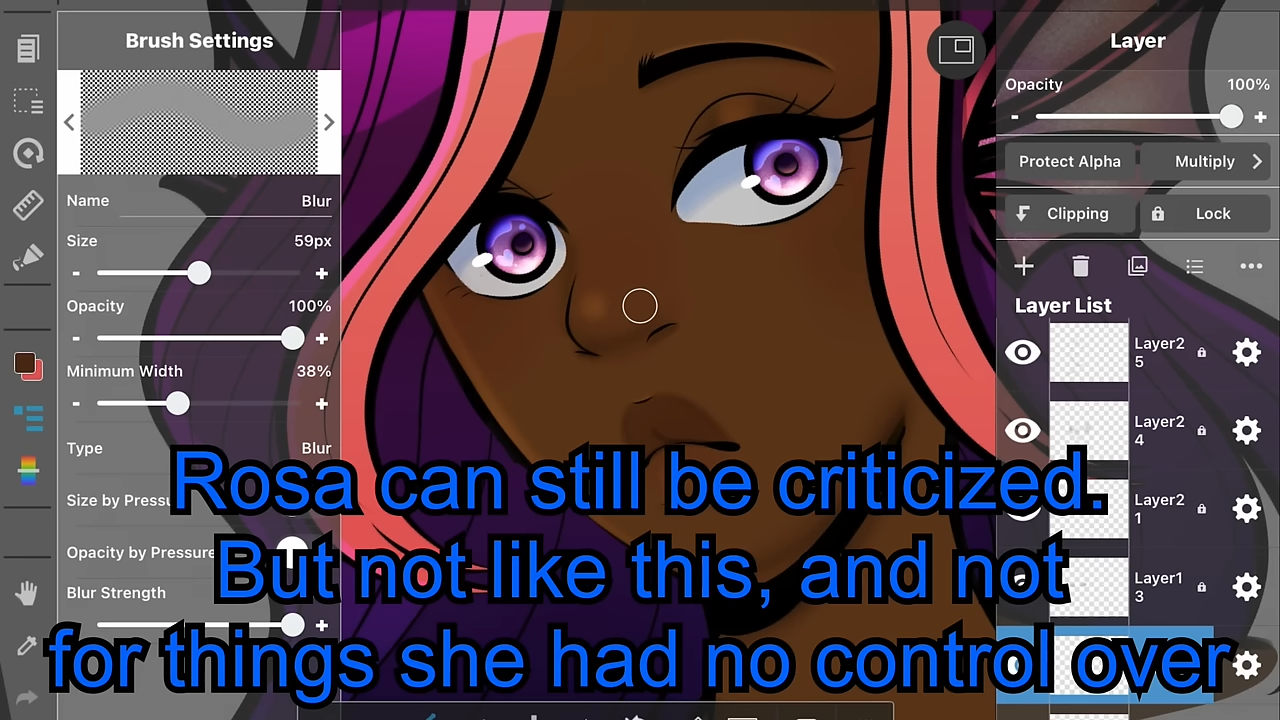 Brush Settings
Name Blur
Size 59px
- +
Opacity 100%
- +
Minimum Width 38%
- +
Type Blur
Size by Pressu
Opacity by Pressure
Blur Strength
+
Layer
Opacity 100%
- +
Protect Alpha Multiply
Clipping Lock
Layer List
Layer2
5
Layer2
4
Layer2
1
Layer1
3
Rosa can still be criticized.
But not like this, and not
for things she had no control over